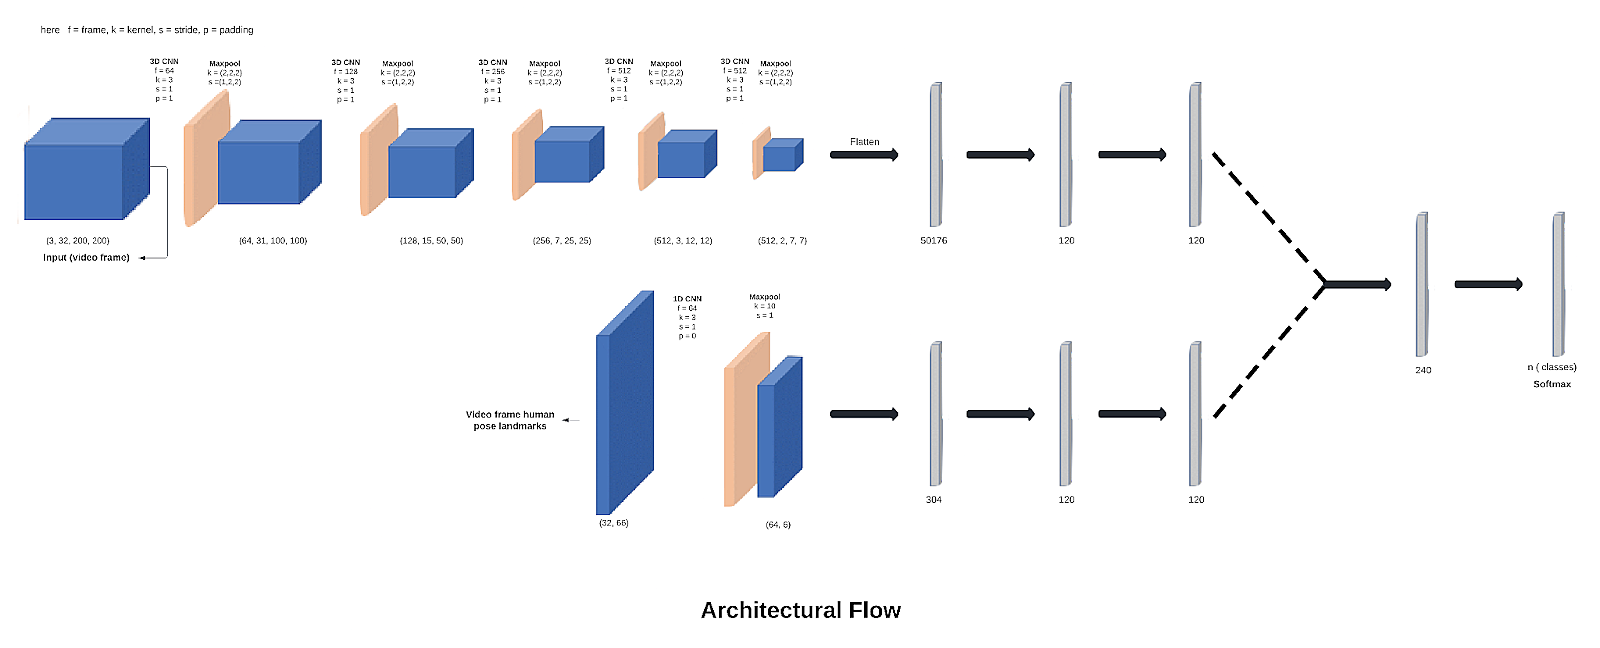 here f = frame, k = kernel, s = stride, p = padding
3D CNN
f = 64
k = 3
s = 1
p = 1
Maxpool
k = (2,2,2)
s =(1,2,2)
3D CNN
f = 128
k = 3
s = 1
p = 1
Maxpool
k = (2,2,2)
s =(1,2,2)
3D CNN
f = 256
k = 3
s = 1
p = 1
Maxpool
k = (2,2,2)
s =(1,2,2)
3D CNN
f = 512
k = 3
s = 1
p = 1
Maxpool
k = (2,2,2)
s =(1,2,2)
3D CNN
f = 512
k = 3
s = 1
p = 1
Maxpool
k = (2,2,2)
s =(1,2,2)
Flatten
(3, 32, 200, 200)
(64, 31, 100, 100)
(128, 15, 50, 50)
(256, 7, 25, 25)
(512, 3, 12, 12)
(512, 2, 7, 7)
50176
120
120
Input (video frame)
1D CNN
f = 64
k = 3
s = 1
p = 0
Maxpool
k = 10
s = 1
Video frame human
pose landmarks
(32, 66)
(64, 6)
304
120
120
240
n ( classes)
Softmax
Architectural Flow